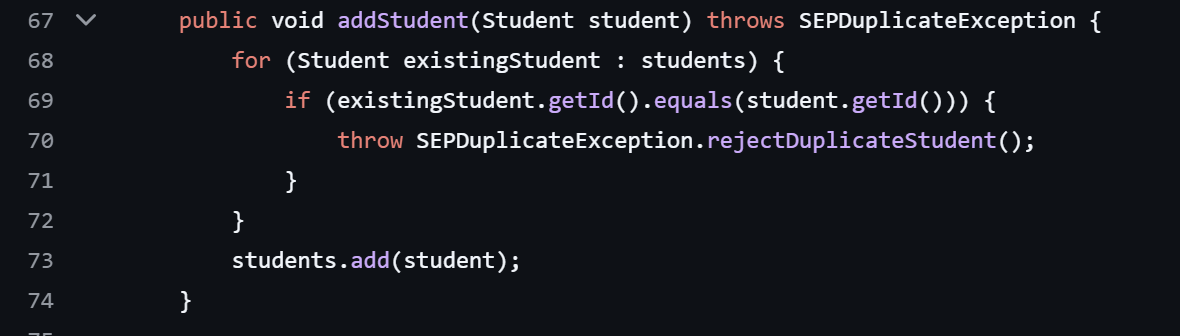 67 public void addStudent(Student student) throws SEPDuplicateException {
68 for (Student existingStudent : students) {
69 if (existingStudent.getId().equals(student.getId())) {
70 throw SEPDuplicateException.rejectDuplicateStudent();
71 }
72 }
73 students.add(student);
74 }